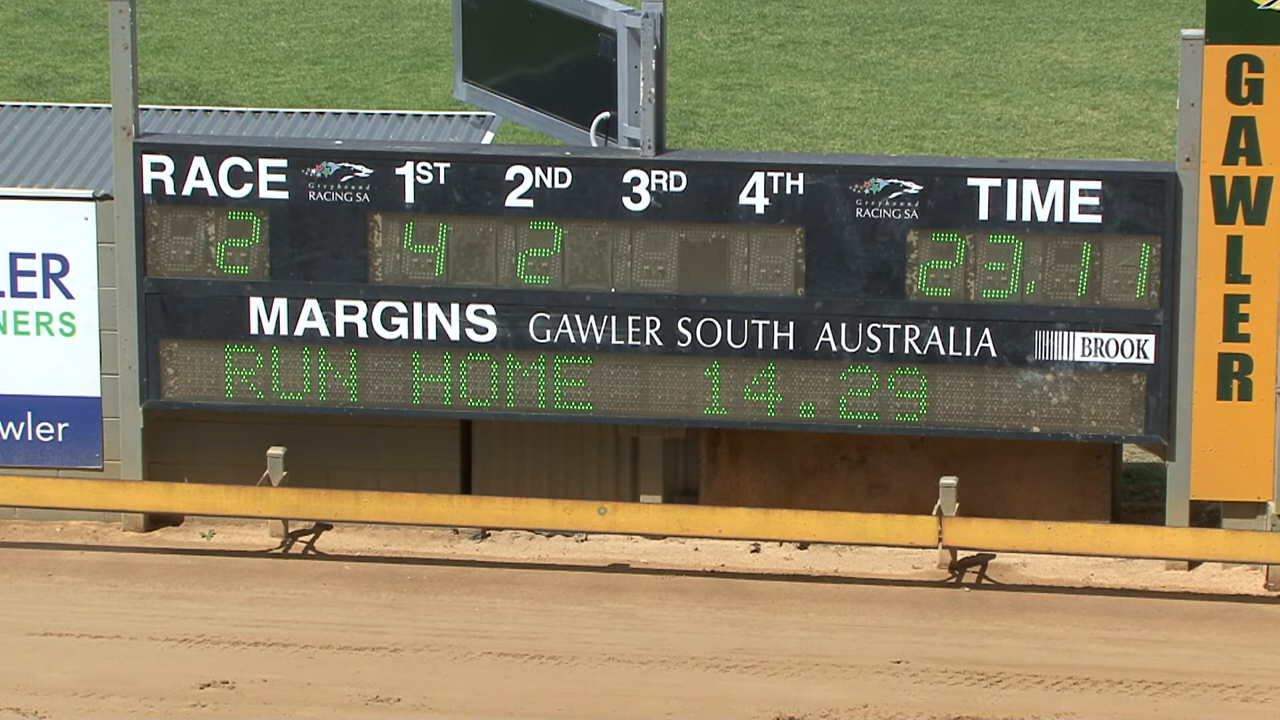 RACE Greyhound RACING SA 1ST 2ND 3RD 4TH Greyhound RACING SA TIME
2 4 2 23.11
MARGINS GAWLER SOUTH AUSTRALIA BROOK
RUN HOME 14.29
LER
NERS
wler
GAWLER